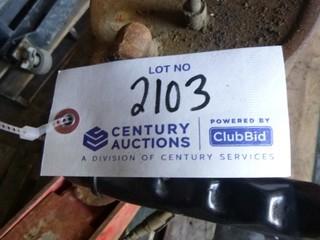 LOT NO
2103
CENTURY AUCTIONS
POWERED BY
ClubBid
A DIVISION OF CENTURY SERVICES